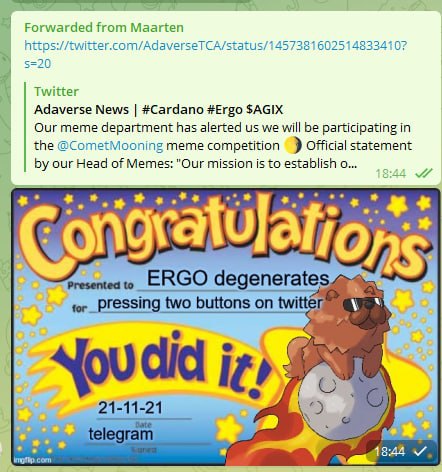 Forwarded from Maarten
https://twitter.com/AdaverseTCA/status/1457381602514833410?
s=20
Twitter
Adaverse News | #Cardano #Ergo $AGIX
Our meme department has alerted us we will be participating in
the @CometMooning meme competition 🌖 Official statement
by our Head of Memes: "Our mission is to establish o...
18:44
Congratulations
Presented to ERGO degenerates
for pressing two buttons on twitter
You did it!
21-11-21
Date
telegram
Signed
imgflip.com
18:44